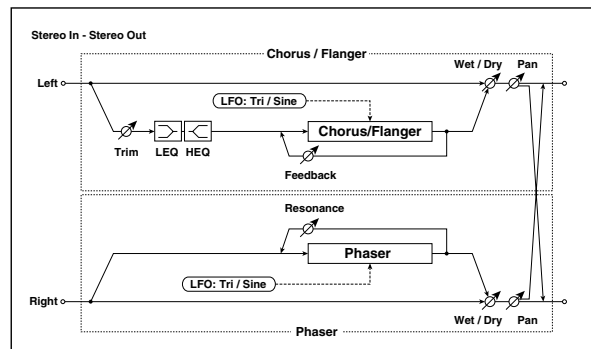 Stereo In - Stereo Out
Chorus / Flanger
Wet / Dry
Pan
Left
LFO: Tri / Sine
Chorus/Flanger
Trim
LEQ
HEQ
Feedback
Resonance
Phaser
LFO: Tri / Sine
Right
Wet / Dry
Pan
Phaser